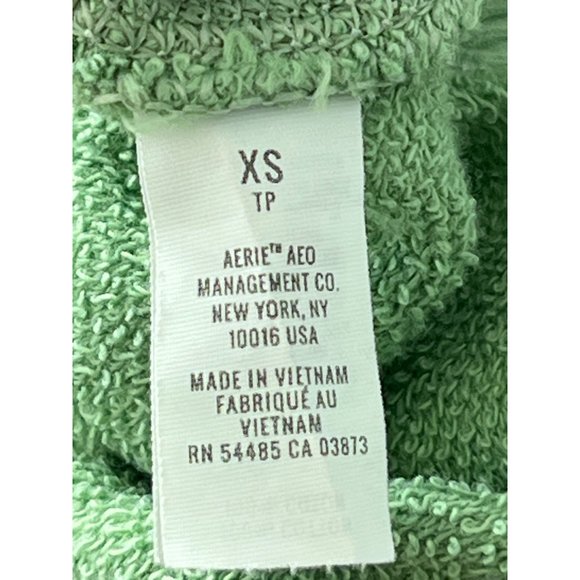 XS
TP
AERIE™ AEO
MANAGEMENT CO.
NEW YORK, NY
10016 USA
MADE IN VIETNAM
FABRIQUÉ AU
VIETNAM
RN 54485 CA 03873